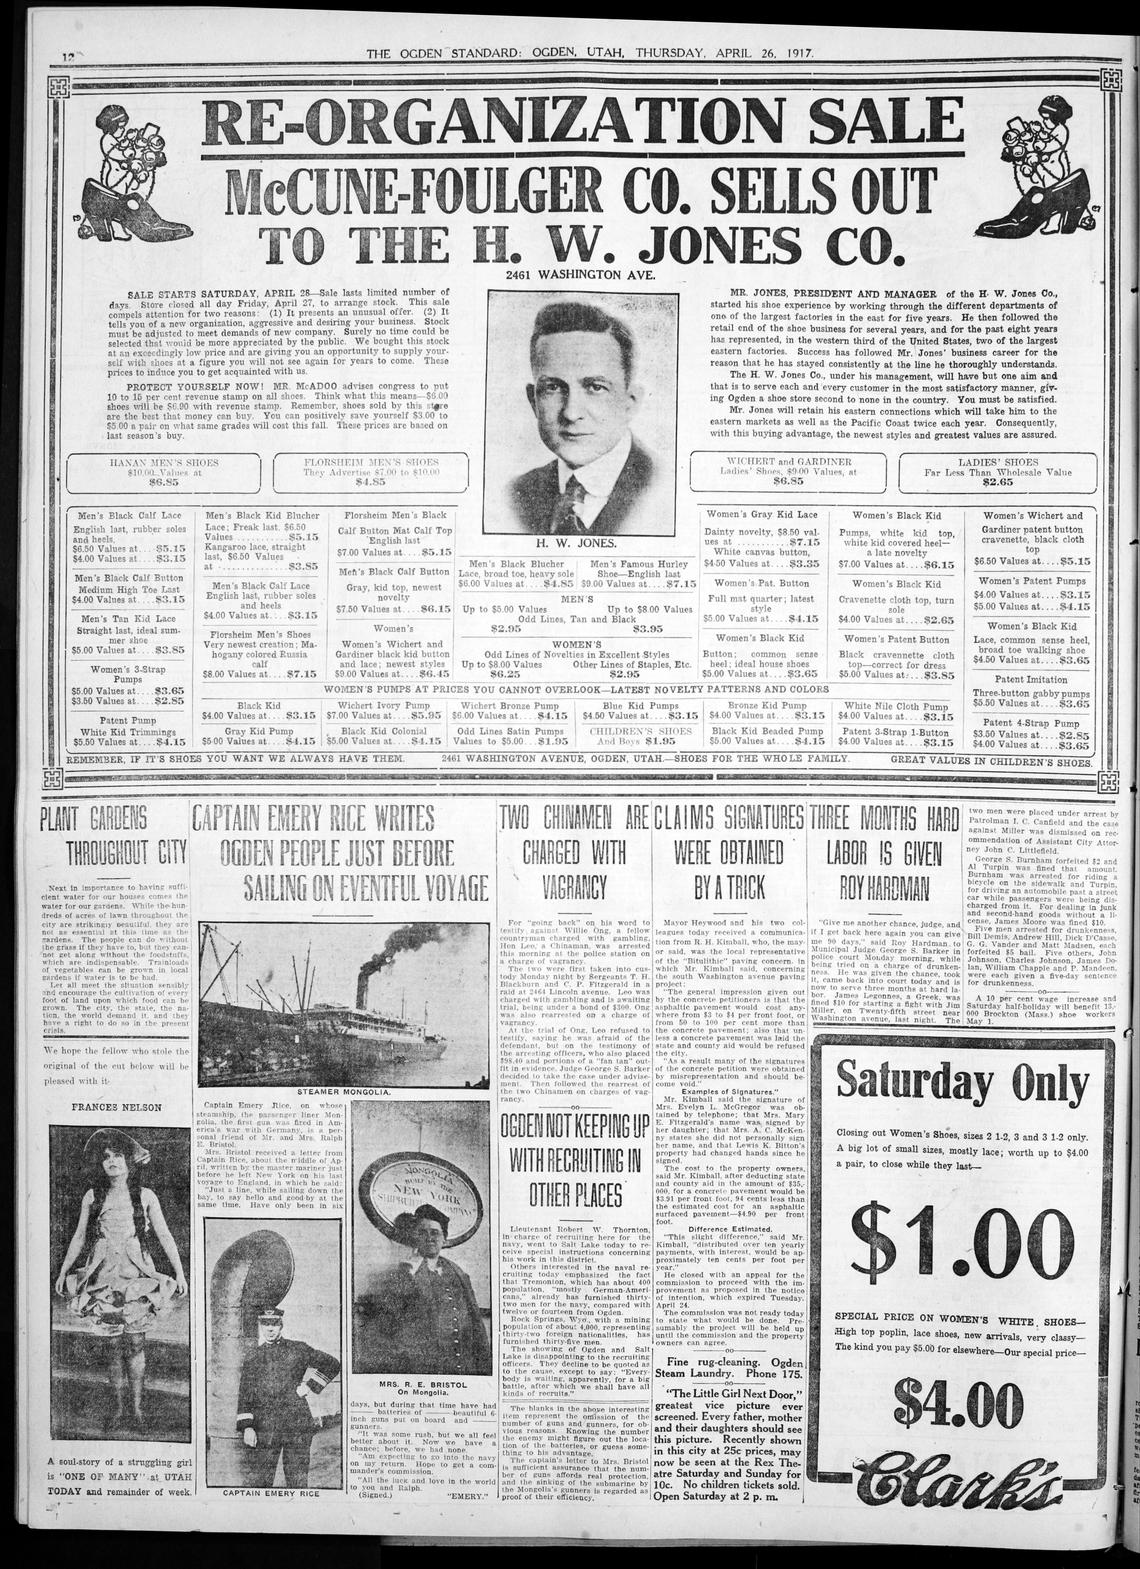 12
THE OGDEN STANDARD: OGDEN, UTAH, THURSDAY, APRIL 26, 1917.
RE-ORGANIZATION SALE
McCUNE-FOULGER CO. SELLS OUT
TO THE H. W. JONES CO.
2461 WASHINGTON AVE.
SALE STARTS SATURDAY, APRIL 28—Sale lasts limited number of
days. Store closed all day Friday, April 27, to arrange stock. This sale
compels attention for two reasons: (1) It presents an unusual offer. (2) It
tells you of a new organization, aggressive and desiring your business. Stock
must be adjusted to meet demands of new company. Surely no time could be
selected that would be more appreciated by the public. We bought this stock
at an exceedingly low price and are giving you an opportunity to supply your-
self with shoes at a figure you will not see again for years to come. These
prices to induce you to get acquainted with us.
PROTECT YOURSELF NOW! MR. McADOO advises congress to put
10 to 15 per cent revenue stamp on all shoes. Think what this means—$6.00
shoes will be $6.90 with revenue stamp. Remember, shoes sold by this store
are the best that money can buy. You can positively save yourself $3.00 to
$5.00 a pair on what same grades will cost this fall. These prices are based on
last season's buy.
H. W. JONES.
MR. JONES, PRESIDENT AND MANAGER of the H. W. Jones Co.,
started his shoe experience by working through the different departments of
one of the largest factories in the east for five years. He then followed the
retail end of the shoe business for several years, and for the past eight years
has represented, in the western third of the United States, two of the largest
eastern factories. Success has followed Mr. Jones' business career for the
reason that he has stayed consistently at the line he thoroughly understands.
The H. W. Jones Co., under his management, will have but one aim and
that is to serve each and every customer in the most satisfactory manner, giv-
ing Ogden a shoe store second to none in the country. You must be satisfied.
Mr. Jones will retain his eastern connections which will take him to the
eastern markets as well as the Pacific Coast twice each year. Consequently,
with this buying advantage, the newest styles and greatest values are assured.
HANAN MEN'S SHOES
$10.00 Values at
$6.85
FLORSHEIM MEN'S SHOES
They Advertise $7.00 to $10.00
$4.85
WICHERT and GARDINER
Ladies' Shoes, $9.00 Values, at
$6.85
LADIES' SHOES
Far Less Than Wholesale Value
$2.65
Men's Black Calf Lace
English last, rubber soles
and heels.
$6.50 Values at....$5.15
$4.00 Values at....$3.15
Men's Black Calf Button
Medium High Toe Last
$4.00 Values at....$3.15
Men's Tan Kid Lace
Straight last, ideal sum-
mer shoe
$5.00 Values at....$3.85
Women's 3-Strap
Pumps
$5.00 Values at....$3.65
$3.50 Values at....$2.85
Patent Pump
White Kid Trimmings
$5.50 Values at....$4.15
Men's Black Kid Blucher
Lace; Freak last, $6.50
Values ............$5.15
Kangaroo lace, straight
last, $6.50 Values
at ................$3.85
Men's Black Calf Lace
English last, rubber soles
and heels
$4.00 Values at....$3.15
Florsheim Men's Shoes
Very newest creation; Ma-
hogany colored Russia
calf
$8.00 Values at....$7.15
Florsheim Men's Black
Calf Button Mat Calf Top
English last
$7.00 Values at....$5.15
Men's Black Calf Button
Gray, kid top, newest
novelty
$7.50 Values at....$6.15
Women's
Women's Wichert and
Gardiner black kid button
and lace; newest styles
$9.00 Values at....$6.45
Men's Black Blucher
Lace, broad toe, heavy sole
$6.00 Values at....$4.85
Men's Famous Hurley
Shoe—English last
$9.00 Values at....$7.15
MEN'S
Up to $5.00 Values Up to $8.00 Values
Odd Lines, Tan and Black
$2.95 $3.95
WOMEN'S
Odd Lines of Novelties in Excellent Styles
Up to $8.00 Values Other Lines of Staples, Etc.
$6.25 $2.95
Women's Gray Kid Lace
Dainty novelty, $8.50 val-
ues at ............$7.15
White canvas button,
$4.50 Values at....$3.35
Women's Pat. Button
Full mat quarter; latest
style
$5.00 Values at....$4.15
Women's Black Kid
Button; common sense
heel; ideal house shoes
$5.00 Values at....$3.65
Women's Black Kid
Pumps, white kid top,
white kid covered heel—
a late novelty
$7.00 Values at....$6.15
Women's Black Kid
Cravenette cloth top, turn
sole
$4.00 Values at....$2.65
Women's Patent Button
Black cravennette cloth
top—correct for dress
$5.00 Values at....$3.85
Women's Wichert and
Gardiner patent button
cravenette, black cloth
top
$6.50 Values at....$5.15
Women's Patent Pumps
$4.00 Values at....$3.15
$5.00 Values at....$4.15
Women's Black Kid
Lace, common sense heel,
broad toe walking shoe
$4.50 Values at....$3.65
Patent Imitation
Three-button gabby pumps
$5.50 Values at....$3.65
Patent 4-Strap Pump
$3.50 Values at....$2.85
$4.00 Values at....$3.65
WOMEN'S PUMPS AT PRICES YOU CANNOT OVERLOOK—LATEST NOVELTY PATTERNS AND COLORS
Black Kid
$4.00 Values at....$3.15
Wichert Ivory Pump
$7.00 Values at....$5.95
Wichert Bronze Pump
$6.00 Values at....$4.15
Blue Kid Pumps
$4.50 Values at....$3.15
Bronze Kid Pump
$4.00 Values at....$3.15
White Nile Cloth Pump
$4.00 Values at....$3.15
Gray Kid Pump
$5.00 Values at....$4.15
Black Kid Colonial
$5.00 Values at....$4.15
Odd Lines Satin Pumps
Values to $5.00...$1.95
CHILDREN'S SHOES
And Boys $1.95
Black Kid Beaded Pump
$5.00 Values at....$4.15
Patent 3-Strap 1-Button
$4.00 Values at....$3.15
REMEMBER, IF IT'S SHOES YOU WANT WE ALWAYS HAVE THEM. 2461 WASHINGTON AVENUE, OGDEN, UTAH.—SHOES FOR THE WHOLE FAMILY. GREAT VALUES IN CHILDREN'S SHOES.
PLANT GARDENS
THROUGHOUT CITY
Next in importance to having suffi-
cient water for our houses comes the
water for our gardens. While the hun-
dreds of acres of lawn throughout the
city are strikingly beautiful, they are
not as essential at this time as the
gardens. The people can do without
the grass if they have to, but they can-
not get along without the foodstuffs,
which are indispensable. Trainloads
of vegetables can be grown in local
gardens if water is to be had.
Let all meet the situation sensibly
and encourage the cultivation of every
foot of land upon which food can be
grown. The city, the state, the na-
tion, the world demand it, and they
have a right to do so in the present
crisis.
We hope the fellow who stole the
original of the cut below will be
pleased with it.
FRANCES NELSON
A soul-story of a struggling girl
is "ONE OF MANY" at UTAH
TODAY and remainder of week.
CAPTAIN EMERY RICE WRITES
OGDEN PEOPLE JUST BEFORE
SAILING ON EVENTFUL VOYAGE
STEAMER MONGOLIA.
Captain Emery Rice, on whose
steamship, the passenger liner Mon-
golia, the first gun was fired in Amer-
ica's war with Germany, is a per-
sonal friend of Mr. and Mrs. Ralph
E. Bristol.
Mrs. Bristol received a letter from
Captain Rice, about the middle of Ap-
ril, written by the master mariner just
before he left New York on his last
voyage to England, in which he said:
"Just a line, while sailing down the
bay, to say hello and good-by at the
same time. Have only been in six
CAPTAIN EMERY RICE
MONGOLIA
NEW YORK
MRS. R. E. BRISTOL
On Mongolia.
days, but during that time have had
—— batteries of —— beautiful 6-
inch guns put on board and ——
gunners.
"It was some rush, but we all feel
better about it. Now we have a
chance; before, we had none.
"Am expecting to go into the navy
on my return. Hope to get a com-
mander's commission.
"All the luck and love in the world
to you and Ralph.
(Signed.) "EMERY."
TWO CHINAMEN ARE
CHARGED WITH
VAGRANCY
For "going back" on his word to
testify against Willie Ong, a fellow
countryman charged with gambling,
Hon Leo, a Chinaman, was arrested
this morning at the police station on
a charge of vagrancy.
The two were first taken into cus-
tody Monday night by Sergeants T. H.
Blackburn and C. P. Fitzgerald in a
raid at 2464 Lincoln avenue. Leo was
charged with gambling and is awaiting
trial, being under a bond of $300. Ong
was also rearrested on a charge of
vagrancy.
At the trial of Ong, Leo refused to
testify, saying he was afraid of the
defendant, but on the testimony of
the arresting officers, who also placed
$98.40 and portions of a "fan tan" out-
fit in evidence, Judge George S. Barker
decided to take the case under advise-
ment. Then followed the rearrest of
the two Chinamen on charges of vag-
rancy.
OGDEN NOT KEEPING UP
WITH RECRUITING IN
OTHER PLACES
Lieutenant Robert W. Thornton,
in charge of recruiting here for the
navy, went to Salt Lake today to re-
ceive special instructions concerning
his work in this district.
Others interested in the naval re-
cruiting today emphasized the fact
that Tremonton, which has about 400
population, "mostly German-Ameri-
cans," already has furnished thirty-
two men for the navy, compared with
twelve or fourteen from Ogden.
Rock Springs, Wyo., with a mining
population of about 4,000, representing
thirty-two foreign nationalities, has
furnished thirty-five men.
The showing of Ogden and Salt
Lake is disappointing to the recruiting
officers. They decline to be quoted as
to the cause, except to say: "Every-
body is waiting, apparently, for a big
battle, after which we shall have all
kinds of recruits."
The blanks in the above interesting
item represent the omission of the
number of guns and gunners, for ob-
vious reasons. Knowing the number
the enemy might figure out the loca-
tion of the batteries, or guess some-
thing to his advantage.
The captain's letter to Mrs. Bristol
is sufficient assurance that the num-
ber of guns affords real protection,
and the sinking of the submarine by
the Mongolia's gunners is regarded as
proof of their efficiency.
CLAIMS SIGNATURES
WERE OBTAINED
BY A TRICK
Mayor Heywood and his two col-
leagues today received a communica-
tion from R. H. Kimball, who, the may-
or said, was the local representative
of the "Bitulithic" paving concern, in
which Mr. Kimball said, concerning
the south Washington avenue paving
project:
"The general impression given out
by the concrete petitioners is that the
asphalt pavement would cost any-
where from $3 to $4 per front foot, or
from 50 to 100 per cent more than
the concrete pavement; also that un-
less a concrete pavement was laid the
state and county aid would be refused
the city.
"As a result many of the signatures
of the concrete petition were obtained
by misrepresentation and should be-
come void."
Examples of Signatures."
Mr. Kimball said the signature of
Mrs. Evelyn L. McGregor was ob-
tained by telephone; that Mrs. Mary
E. Fitzgerald's name was signed by
her daughter; that Mrs. A. C. McKen-
ny states she did not personally sign
her name, and that Lewis K. Bitton's
property had changed hands since he
signed.
The cost to the property owners,
said Mr. Kimball, after deducting state
and county aid in the amount of $35,-
000, for a concrete pavement would be
$3.91 per front foot, 94 cents less than
the estimated cost for an asphaltic
surfaced pavement—$4.90 per front
foot.
Difference Estimated.
"This slight difference," said Mr.
Kimball, "distributed over ten yearly
payments, with interest, would be ap-
proximately ten cents per foot per
year."
He closed with an appeal for the
commission to proceed with the im-
provement as proposed in the notice
of intention, which expired Tuesday,
April 24.
The commission was not ready today
to state what would be done. Pre-
sumably the project will be held up
until the commission and the property
owners can agree.
Fine rug-cleaning. Ogden
Steam Laundry. Phone 175.
"The Little Girl Next Door,"
greatest vice picture ever
screened. Every father, mother
and their daughters should see
this picture. Recently shown
in this city at 25c prices, may
now be seen at the Rex The-
atre Saturday and Sunday for
10c. No children tickets sold.
Open Saturday at 2 p. m.
THREE MONTHS HARD
LABOR IS GIVEN
ROY HARDMAN
"Give me another chance, Judge, and
if I get back here again you can give
me 90 days," said Roy Hardman to
Municipal Judge George S. Barker in
police court Monday morning, while
being tried on a charge of drunken-
ness. He was given the chance, took
it, came back into court today and is
now to serve three months at hard la-
bor. James Legonnes, a Greek, was
fined $10 for starting a fight with Jim
Miller, on Twenty-fifth street near
Washington avenue, last night. The
two men were placed under arrest by
Patrolman I. C. Canfield and the case
against Miller was dismissed on rec-
ommendation of Assistant City Attor-
ney John C. Littlefield.
George S. Burnham forfeited $2 and
Al Turpin was fined that amount.
Burnham was arrested for riding a
bicycle on the sidewalk and Turpin,
for driving an automobile past a street
car while passengers were being dis-
charged from it. For dealing in junk
and second-hand goods without a li-
cense, James Moore was fined $10.
Five men arrested for drunkenness,
Bill Demis, Andrew Hill, Dick D'Casse,
G. G. Vander and Matt Madsen, each
forfeited $5 bail. Five others, John
Johnson, Charles Johnson, James Do-
lan, William Chapple and P. Mandeen,
were each given a five-day sentence
for drunkenness.
A 10 per cent wage increase and
Saturday half-holiday will benefit 13,-
000 Brockton (Mass.) shoe workers
May 1.
Saturday Only
Closing out Women's Shoes, sizes 2 1-2, 3 and 3 1-2 only.
A big lot of small sizes, mostly lace; worth up to $4.00
a pair, to close while they last—
$1.00
SPECIAL PRICE ON WOMEN'S WHITE SHOES—
High top poplin, lace shoes, new arrivals, very classy—
The kind you pay $5.00 for elsewhere—Our special price—
$4.00
Clark's